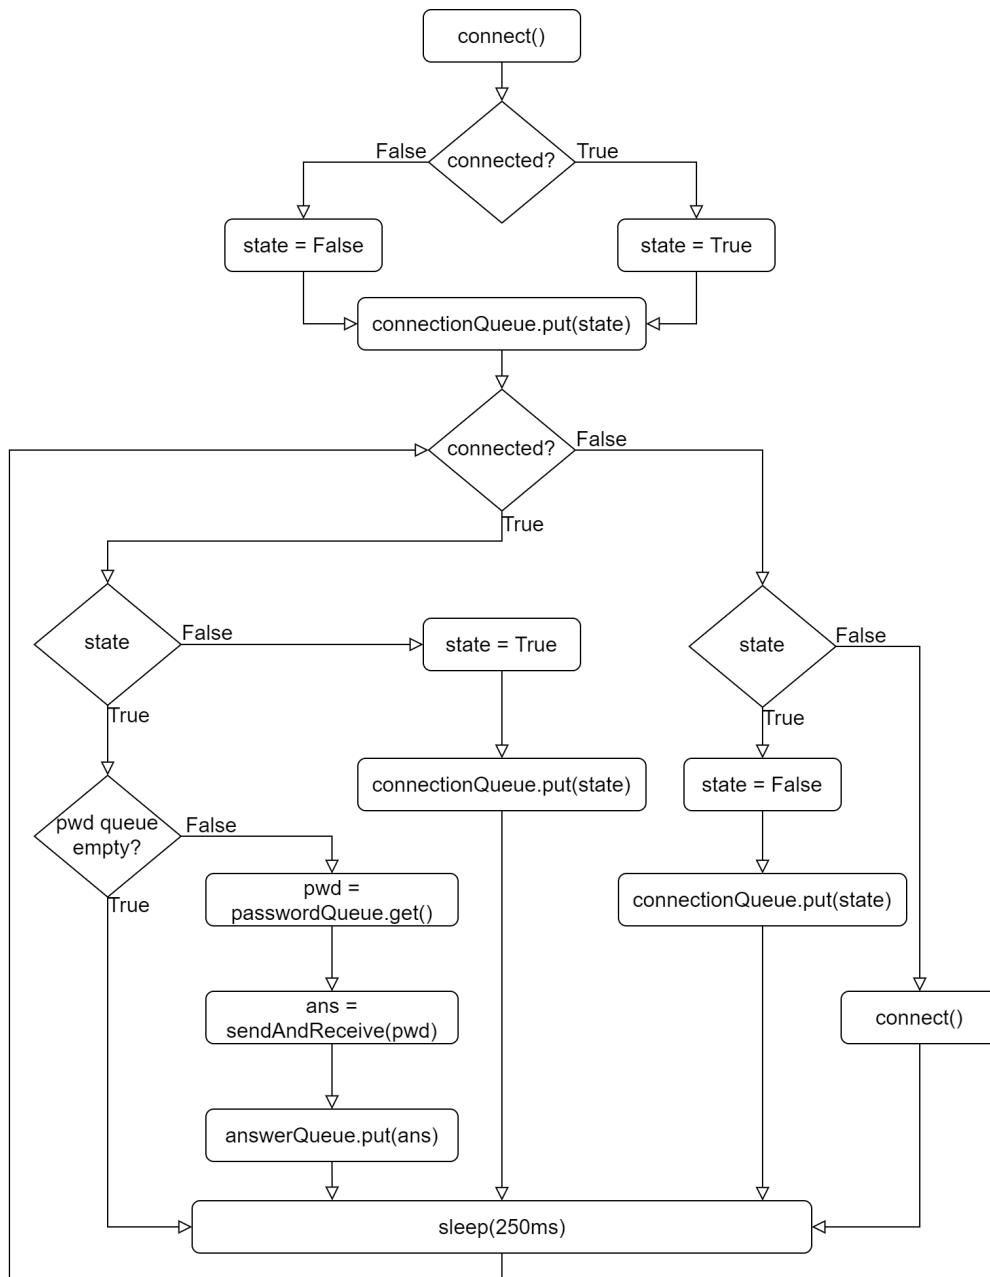 connect()
connected?
False
True
state = False
state = True
connectionQueue.put(state)
connected?
False
True
state
False
state = True
state
False
True
True
connectionQueue.put(state)
state = False
pwd queue
empty?
False
True
pwd =
passwordQueue.get()
connectionQueue.put(state)
ans =
sendAndReceive(pwd)
connect()
answerQueue.put(ans)
sleep(250ms)